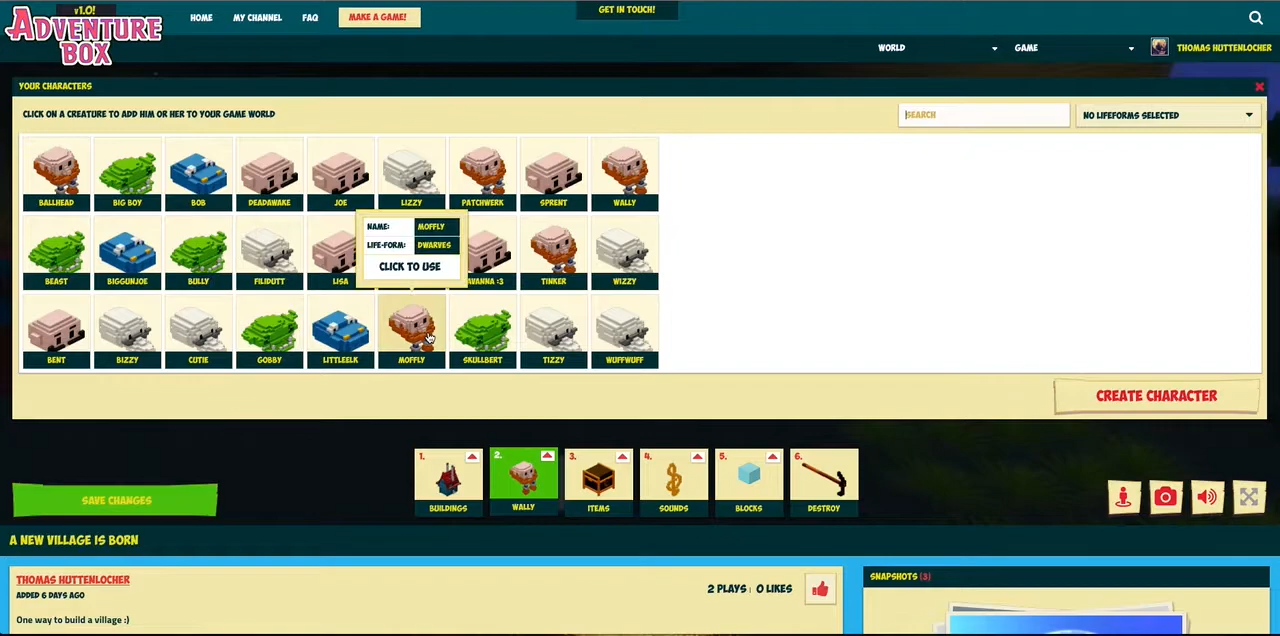 v1.0!
ADVENTURE
BOX
HOME
MY CHANNEL
FAQ
MAKE A GAME!
GET IN TOUCH!
WORLD
GAME
THOMAS HUTTENLOCHER
YOUR CHARACTERS
CLICK ON A CREATURE TO ADD HIM OR HER TO YOUR GAME WORLD
SEARCH
NO LIFEFORMS SELECTED
BALLHEAD
BIG BOY
BOB
DEADAWAKE
JOE
LIZZY
PATCHWERK
SPRENT
WALLY
NAME: MOFFLY
LIFE-FORM: DWARVES
CLICK TO USE
BEAST
BIGGUNJOE
BULLY
FILIDUTT
LISA
AVANNA :3
TINKER
WIZZY
BENT
BIZZY
CUTIE
GOBBY
LITTLEELK
MOFFLY
SKULLBERT
TIZZY
WUFFWUFF
CREATE CHARACTER
1.
BUILDINGS
2.
WALLY
3.
ITEMS
4.
SOUNDS
5.
BLOCKS
6.
DESTROY
SAVE CHANGES
A NEW VILLAGE IS BORN
THOMAS HUTTENLOCHER
ADDED 6 DAYS AGO
2 PLAYS | 0 LIKES
One way to build a village :)
SNAPSHOTS (3)